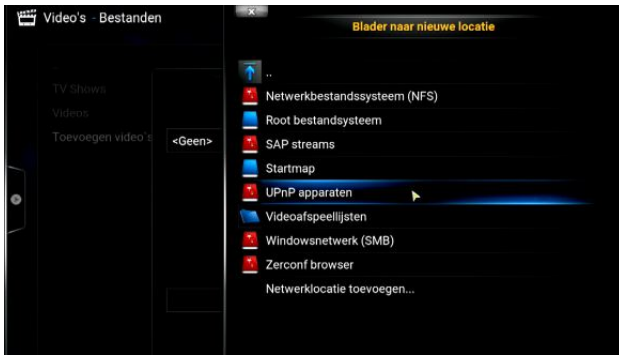 Video's - Bestanden
TV Shows
Videos
Toevoegen video's
<Geen>
Blader naar nieuwe locatie
..
Netwerkbestandssysteem (NFS)
Root bestandsysteem
SAP streams
Startmap
UPnP apparaten
Videoafspeellijsten
Windowsnetwerk (SMB)
Zerconf browser
Netwerklocatie toevoegen...